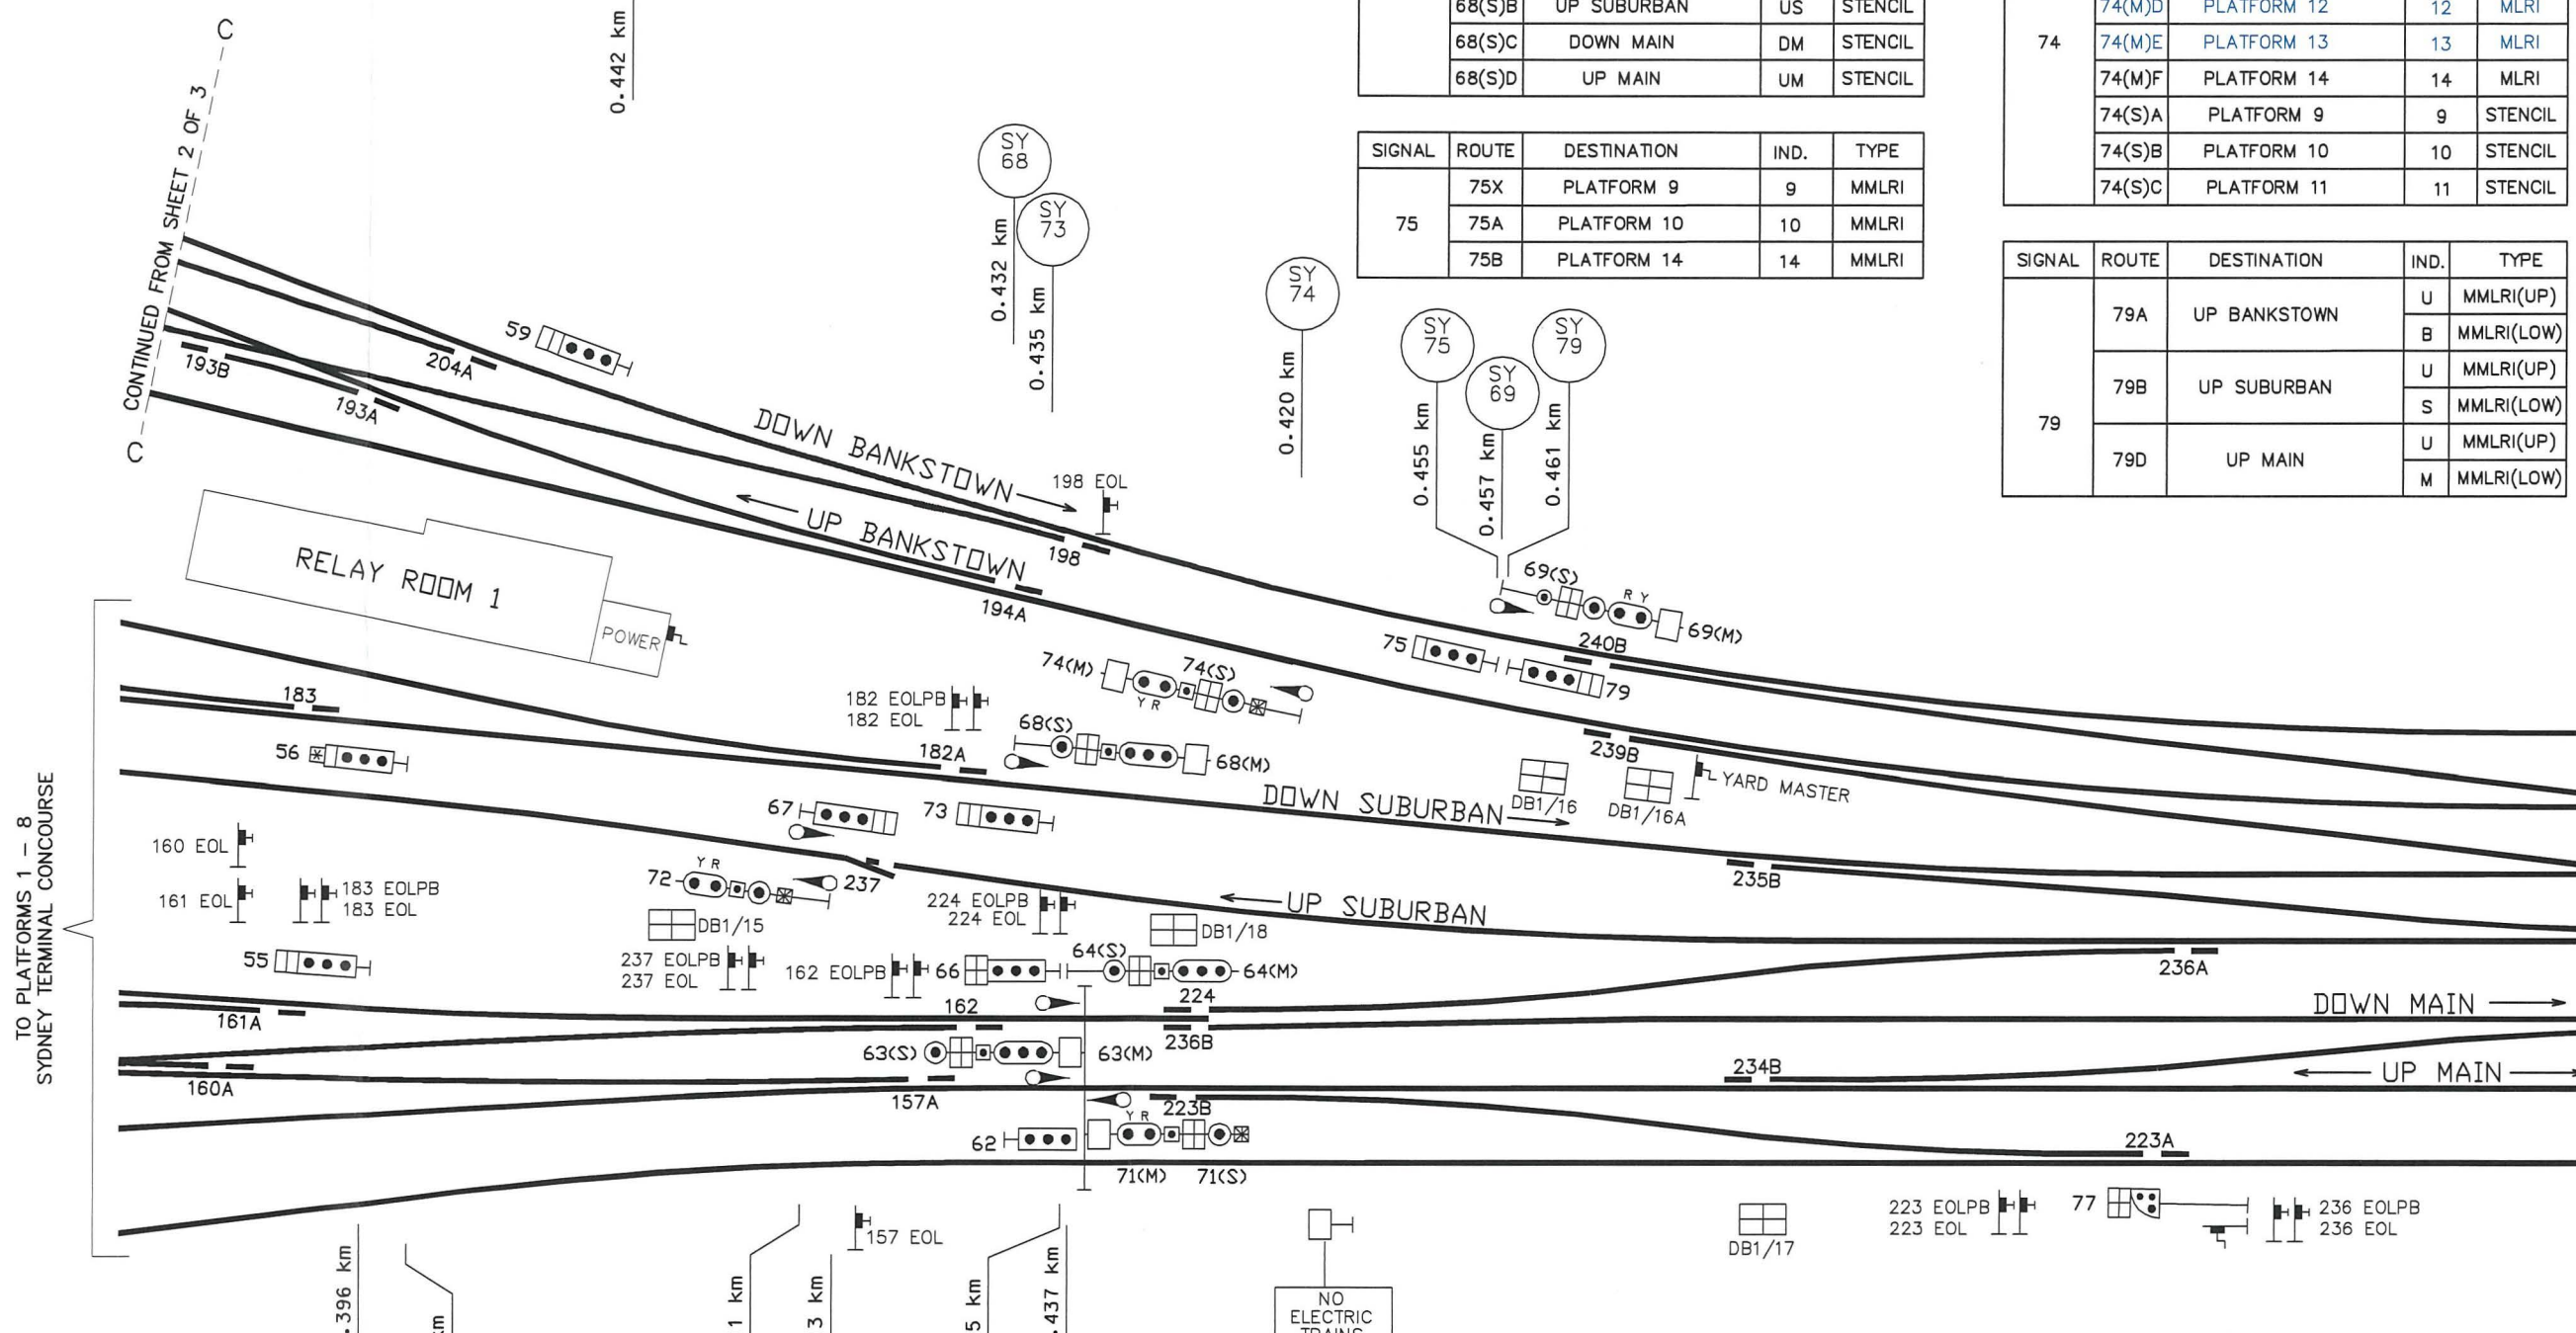 C
CONTINUED FROM SHEET 2 OF 3
C
0.442 km
68(S)B UP SUBURBAN US STENCIL
68(S)C DOWN MAIN DM STENCIL
68(S)D UP MAIN UM STENCIL
74
74(M)D PLATFORM 12 12 MLRI
74(M)E PLATFORM 13 13 MLRI
74(M)F PLATFORM 14 14 MLRI
74(S)A PLATFORM 9 9 STENCIL
74(S)B PLATFORM 10 10 STENCIL
74(S)C PLATFORM 11 11 STENCIL
SIGNAL ROUTE DESTINATION IND. TYPE
75
75X PLATFORM 9 9 MMLRI
75A PLATFORM 10 10 MMLRI
75B PLATFORM 14 14 MMLRI
SIGNAL ROUTE DESTINATION IND. TYPE
79
79A UP BANKSTOWN U MMLRI(UP)
B MMLRI(LOW)
79B UP SUBURBAN U MMLRI(UP)
S MMLRI(LOW)
79D UP MAIN U MMLRI(UP)
M MMLRI(LOW)
SY
68
0.432 km
SY
73
0.435 km
SY
74
0.420 km
SY
75
0.455 km
SY
69
0.457 km
SY
79
0.461 km
59
204A
193B
193A
DOWN BANKSTOWN
198 EOL
UP BANKSTOWN
198
194A
RELAY ROOM 1
POWER
69(S)
R Y
69(M)
75
240B
79
74(M)
74(S)
Y R
183
182 EOLPB
182 EOL
68(S)
68(M)
239B
56
182A
DB1/16
DB1/16A
YARD MASTER
67
73
DOWN SUBURBAN
TO PLATFORMS 1 - 8
SYDNEY TERMINAL CONCOURSE
160 EOL
161 EOL
183 EOLPB
183 EOL
Y R
72
237
DB1/15
224 EOLPB
224 EOL
UP SUBURBAN
235B
DB1/18
55
237 EOLPB
237 EOL
162 EOLPB
66
64(S)
64(M)
236A
161A
162
224
236B
DOWN MAIN
63(S)
63(M)
160A
157A
234B
UP MAIN
Y R
223B
62
71(M)
71(S)
223A
157 EOL
DB1/17
223 EOLPB
223 EOL
77
236 EOLPB
236 EOL
.396 km
km
1 km
3 km
5 km
.437 km
NO
ELECTRIC
TRAINS